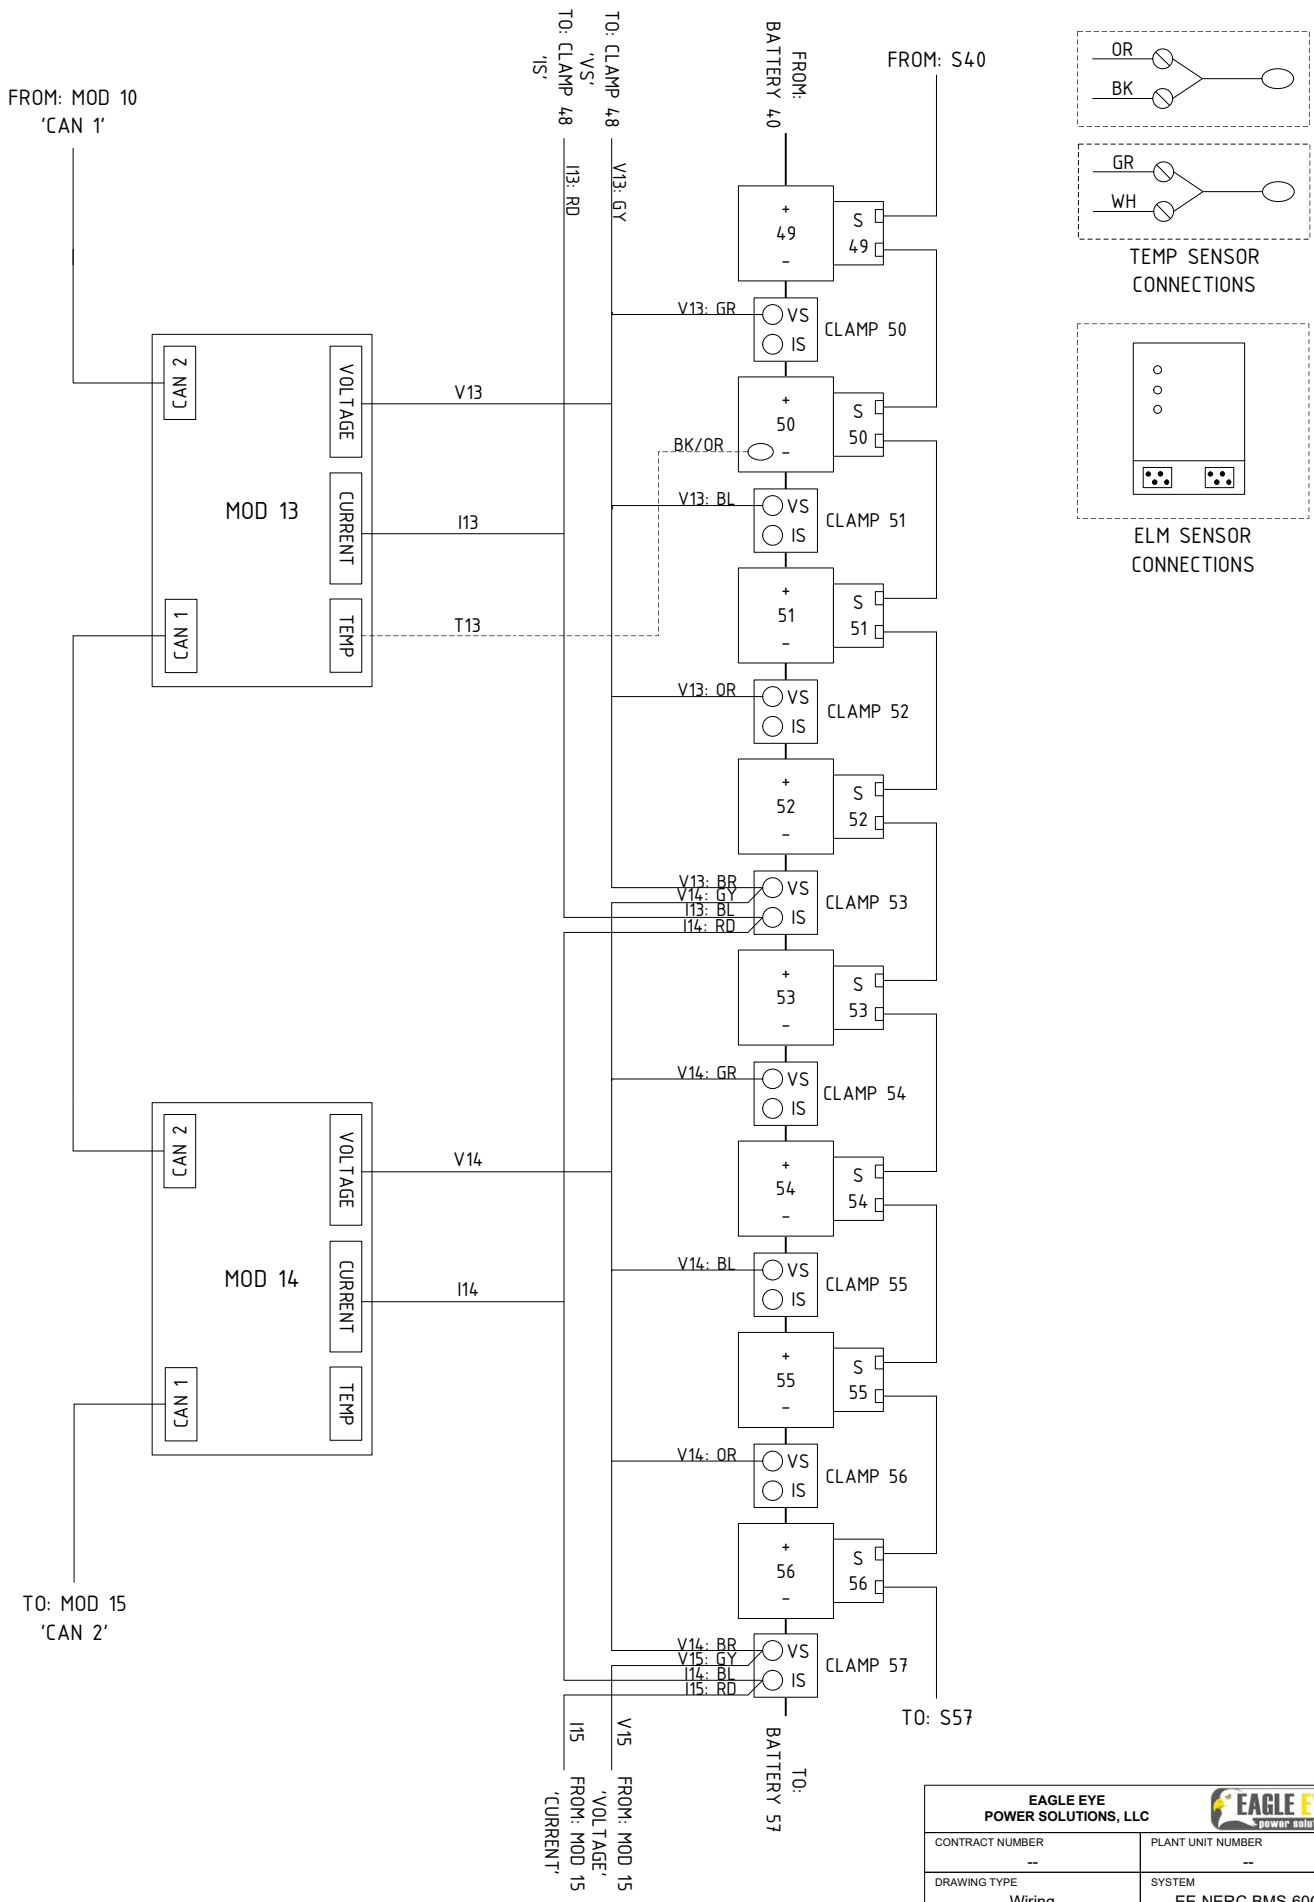 FROM: MOD 10
'CAN 1'
TO: CLAMP 48
'IS'
TO: CLAMP 48
'VS'
I13: RD
V13: GY
FROM:
BATTERY 40
FROM: S40
OR
BK
GR
WH
TEMP SENSOR
CONNECTIONS
ELM SENSOR
CONNECTIONS
+
49
-
S
49
V13: GR
VS
IS
CLAMP 50
CAN 2
VOLTAGE
V13
MOD 13
CURRENT
I13
CAN 1
TEMP
T13
BK/OR
+
50
-
S
50
V13: BL
VS
IS
CLAMP 51
+
51
-
S
51
V13: OR
VS
IS
CLAMP 52
+
52
-
S
52
V13: BR
V14: GY
I13: BL
I14: RD
VS
IS
CLAMP 53
+
53
-
S
53
V14: GR
VS
IS
CLAMP 54
CAN 2
VOLTAGE
V14
MOD 14
CURRENT
I14
CAN 1
TEMP
+
54
-
S
54
V14: BL
VS
IS
CLAMP 55
+
55
-
S
55
V14: OR
VS
IS
CLAMP 56
+
56
-
S
56
TO: MOD 15
'CAN 2'
V14: BR
V15: GY
I14: BL
I15: RD
VS
IS
CLAMP 57
TO: S57
I15
FROM: MOD 15
'CURRENT'
V15
FROM: MOD 15
'VOLTAGE'
TO:
BATTERY 57
EAGLE EYE
POWER SOLUTIONS, LLC
EAGLE
power
CONTRACT NUMBER
--
PLANT UNIT NUMBER
--
DRAWING TYPE
Wiring
SYSTEM
EE NERC BMS